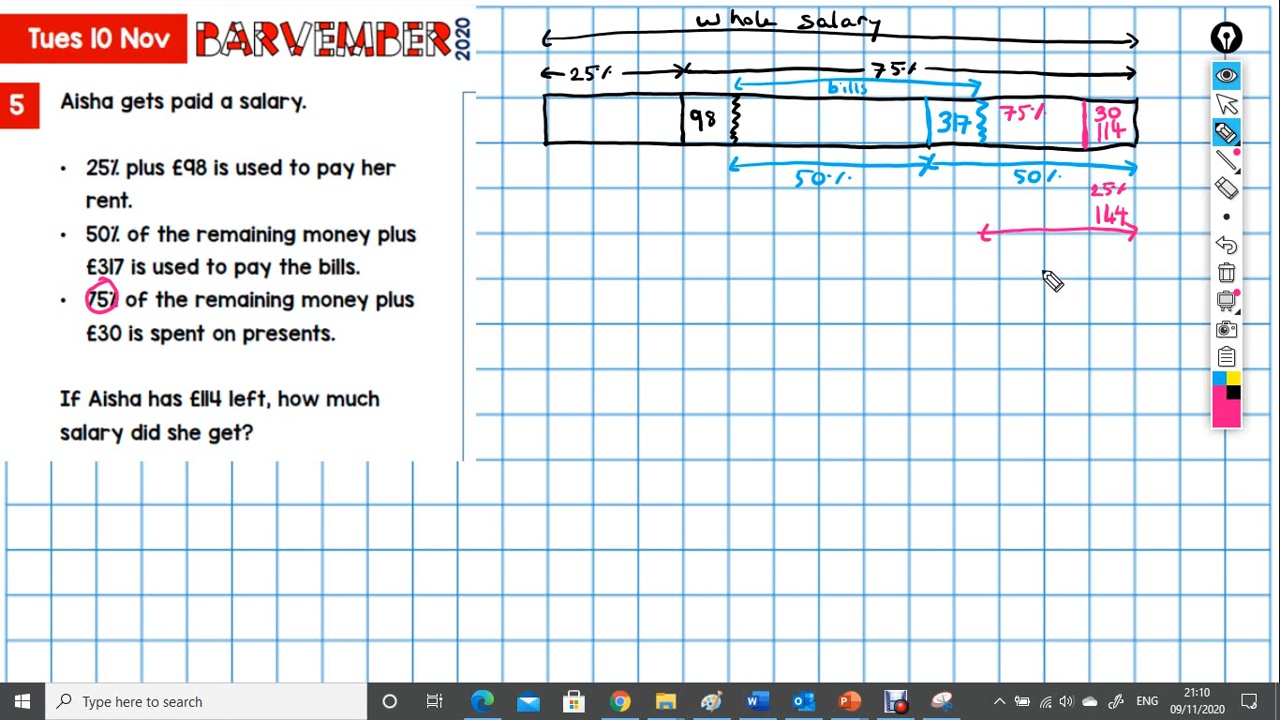 Tues 10 Nov
BARVEMBER
2020
5
Aisha gets paid a salary.
• 25% plus £98 is used to pay her
rent.
• 50% of the remaining money plus
£317 is used to pay the bills.
• 75% of the remaining money plus
£30 is spent on presents.
If Aisha has £114 left, how much
salary did she get?
whole salary
25% 75%
bills
98 317 75% 30
114
50% 50%
25%
144
Type here to search
ENG
21:10
09/11/2020